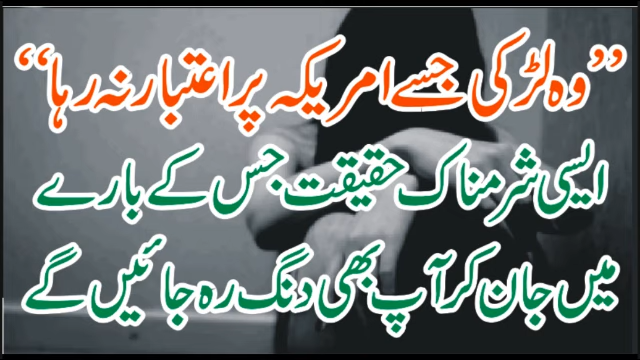 ”وہ لڑکی جسے امریکہ پر اعتبار نہ رہا“
ایسی شرمناک حقیقت جس کے بارے
میں جان کر آپ بھی دنگ رہ جائیں گے